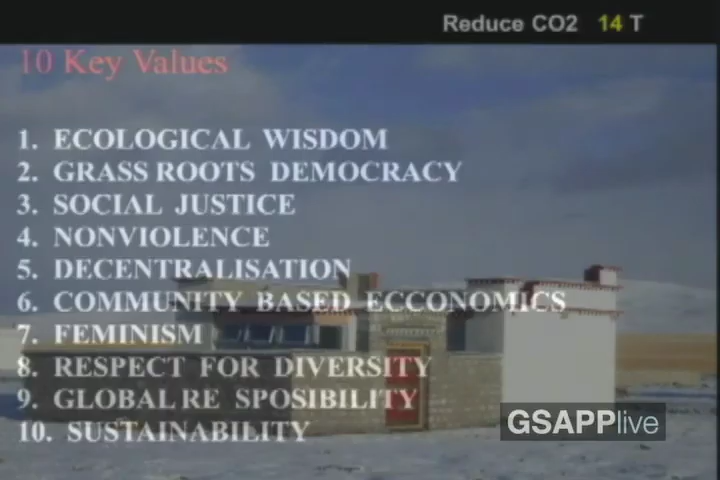 Reduce CO2 14 T
10 Key Values
1. ECOLOGICAL WISDOM
2. GRASS ROOTS DEMOCRACY
3. SOCIAL JUSTICE
4. NONVIOLENCE
5. DECENTRALISATION
6. COMMUNITY BASED ECCONOMICS
7. FEMINISM
8. RESPECT FOR DIVERSITY
9. GLOBAL RE SPOSIBILITY
10. SUSTAINABILITY
GSAPPlive